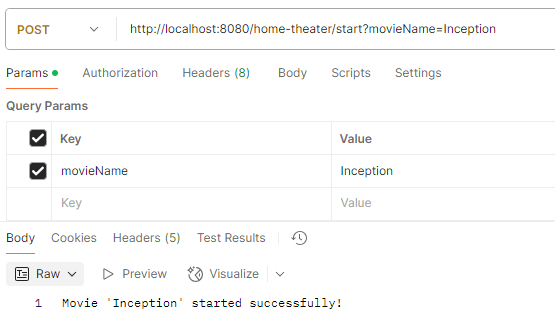 POST http://localhost:8080/home-theater/start?movieName=Inception
Params Authorization Headers (8) Body Scripts Settings
Query Params
Key Value
movieName Inception
Key Value
Body Cookies Headers (5) Test Results
Raw Preview Visualize
1 Movie 'Inception' started successfully!